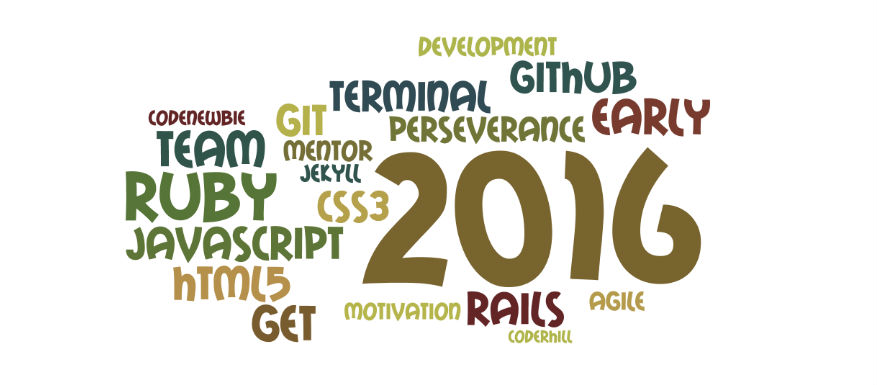 DEVELOPMENT
GIThUB
TERMINAL
EARLY
CODENEWBIE
GIT
PERSEVERANCE
TEAM
MENTOR
JEKYLL
2016
RUBY
CSS3
JAVASCRIPT
hTML5
MOTIVATION
RAILS
AGILE
GET
CODERhILL